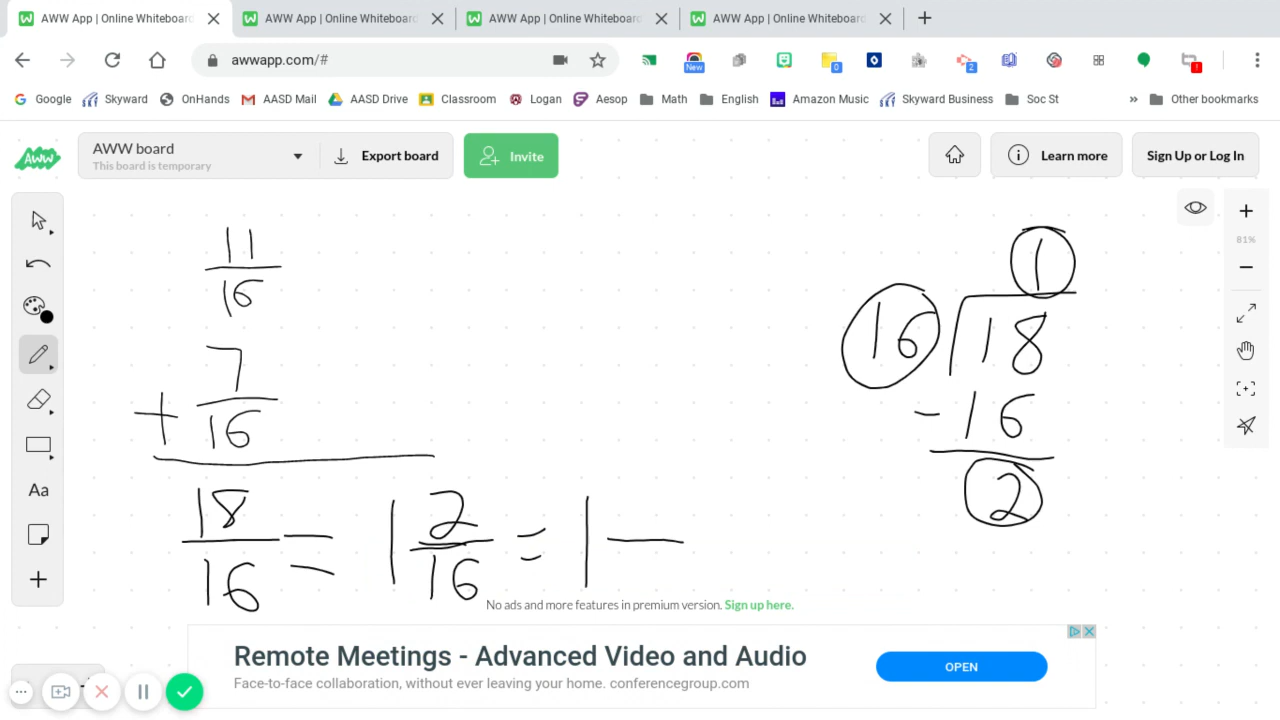 AWW App | Online Whiteboard AWW App | Online Whiteboard AWW App | Online Whiteboard AWW App | Online Whiteboard
awwapp.com/#
New 0 2
Google Skyward OnHands AASD Mail AASD Drive Classroom Logan Aesop Math English Amazon Music Skyward Business Soc St » Other bookmarks
AWW
AWW board
This board is temporary
Export board
Invite
Learn more
Sign Up or Log In
81%
Aa
11
16
7
+ 16
18
16
= 1 2/16 = 1
1
16 18
- 16
2
No ads and more features in premium version. Sign up here.
Remote Meetings - Advanced Video and Audio
Face-to-face collaboration, without ever leaving your home. conferencegroup.com
OPEN